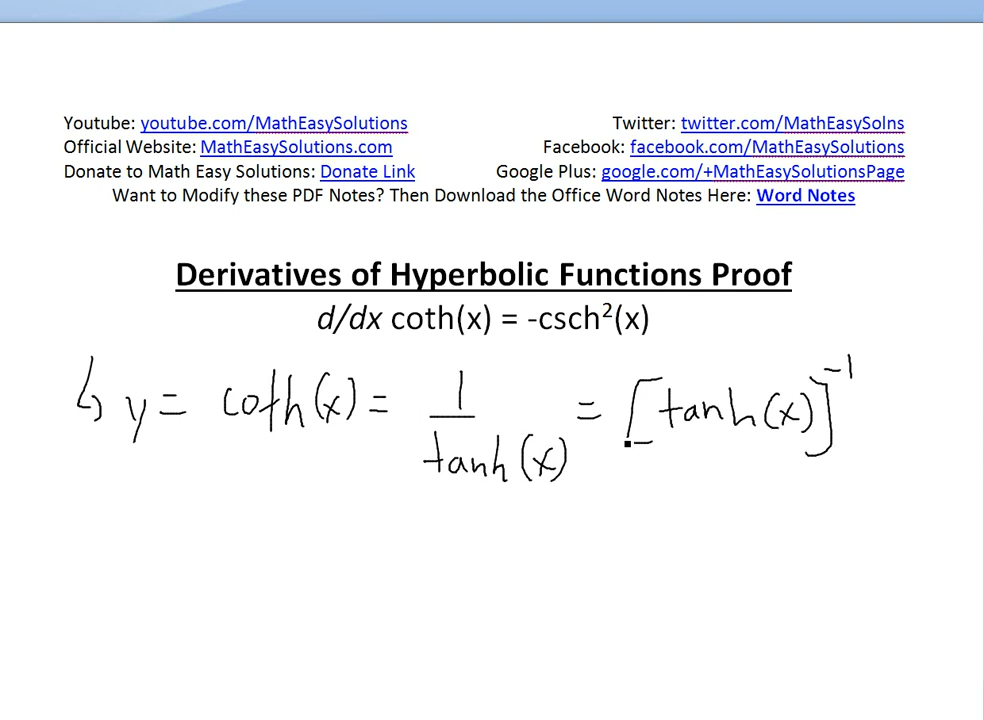 Youtube: youtube.com/MathEasySolutions Twitter: twitter.com/MathEasySolns
Official Website: MathEasySolutions.com Facebook: facebook.com/MathEasySolutions
Donate to Math Easy Solutions: Donate Link Google Plus: google.com/+MathEasySolutionsPage
Want to Modify these PDF Notes? Then Download the Office Word Notes Here: Word Notes
Derivatives of Hyperbolic Functions Proof
d/dx coth(x) = -csch²(x)
↳ y = coth(x) = 1/tanh(x) = [tanh(x)]⁻¹